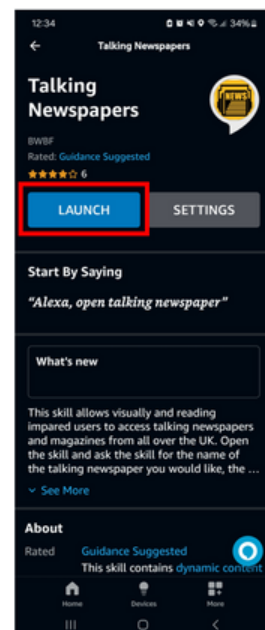 12:34
34%
Talking Newspapers
Talking
Newspapers
NEWS
BWBF
Rated: Guidance Suggested
6
LAUNCH
SETTINGS
Start By Saying
"Alexa, open talking newspaper"
What's new
This skill allows visually and reading
impared users to access talking newspapers
and magazines from all over the UK. Open
the skill and ask the skill for the name of
the talking newspaper you would like, the ...
See More
About
Rated Guidance Suggested
This skill contains dynamic content
Home
Devices
More